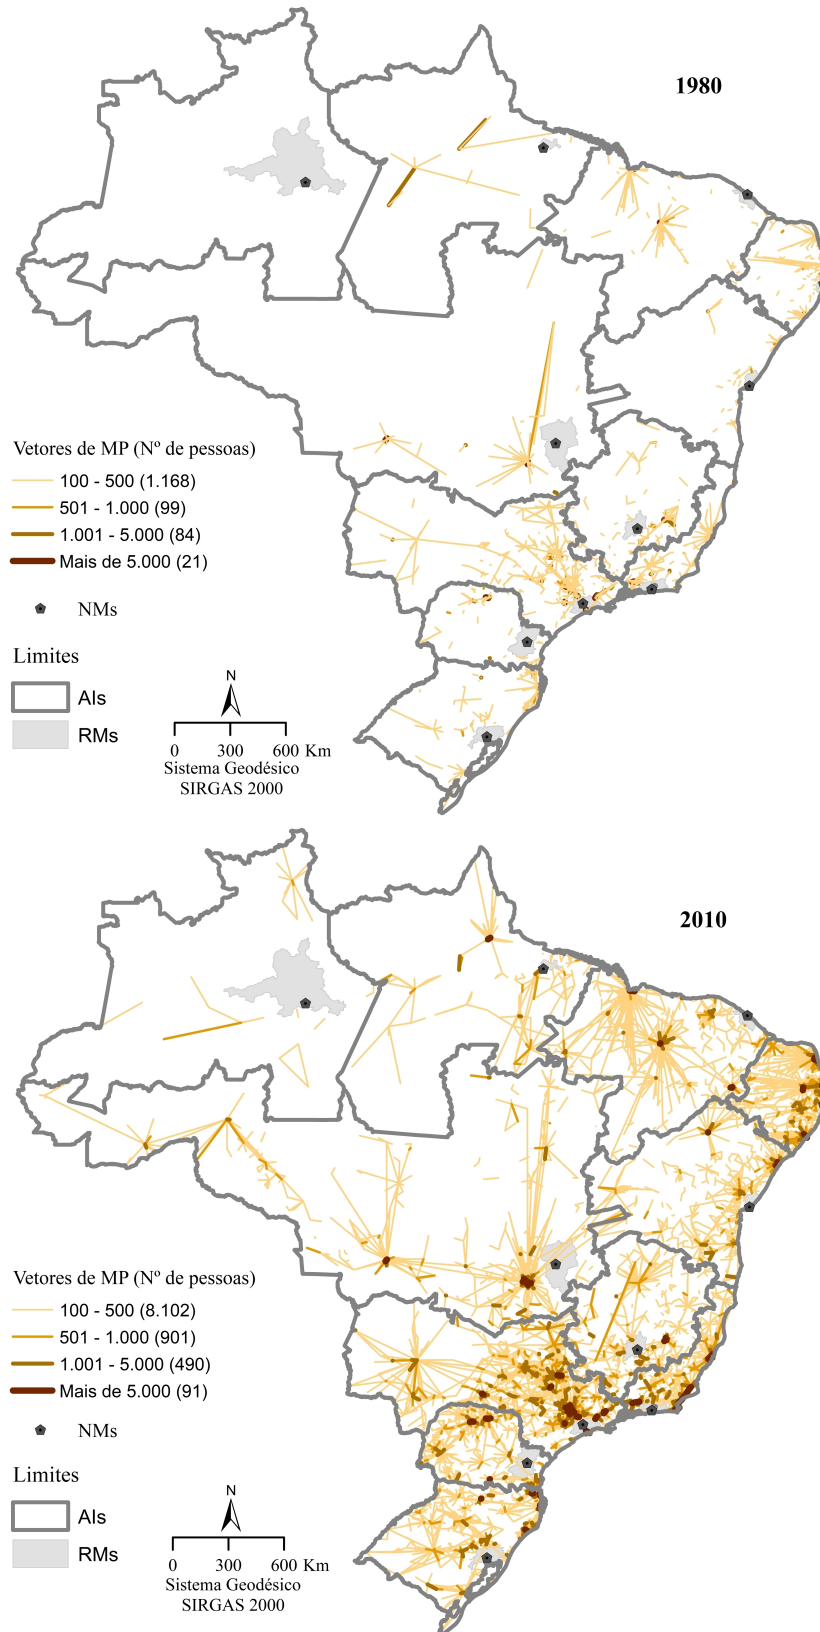 1980
Vetores de MP (Nº de pessoas)
100 - 500 (1.168)
501 - 1.000 (99)
1.001 - 5.000 (84)
Mais de 5.000 (21)
NMs
Limites
AIs
RMs
N
0 300 600 Km
Sistema Geodésico
SIRGAS 2000
2010
Vetores de MP (Nº de pessoas)
100 - 500 (8.102)
501 - 1.000 (901)
1.001 - 5.000 (490)
Mais de 5.000 (91)
NMs
Limites
AIs
RMs
N
0 300 600 Km
Sistema Geodésico
SIRGAS 2000